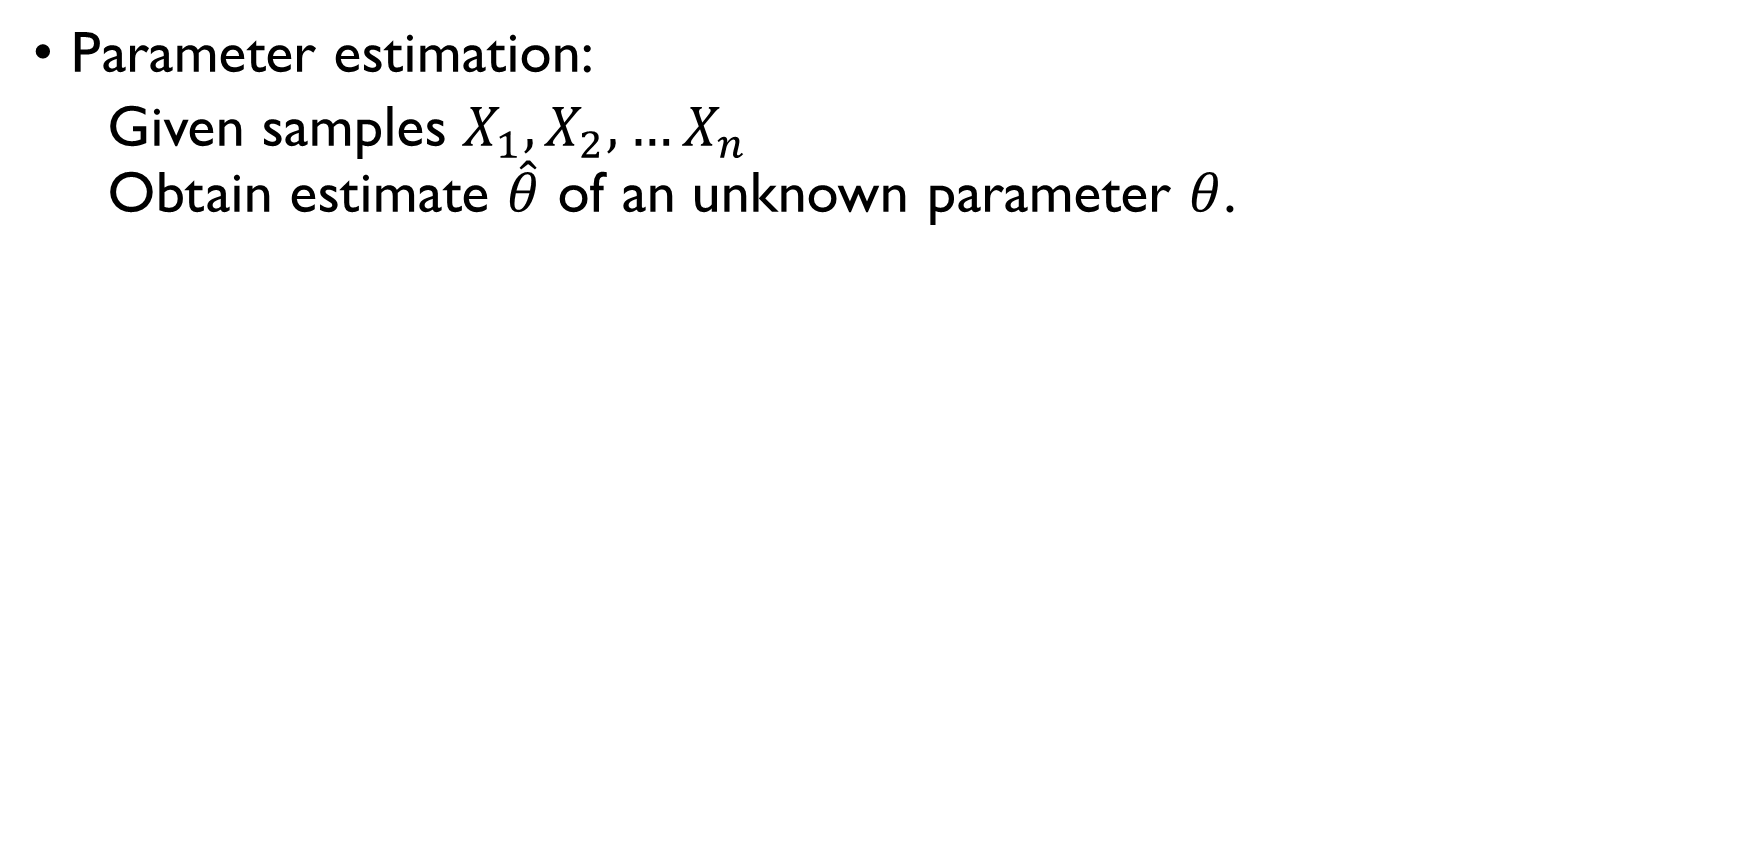 • Parameter estimation:
Given samples X₁, X₂, … Xₙ
Obtain estimate θ̂ of an unknown parameter θ.